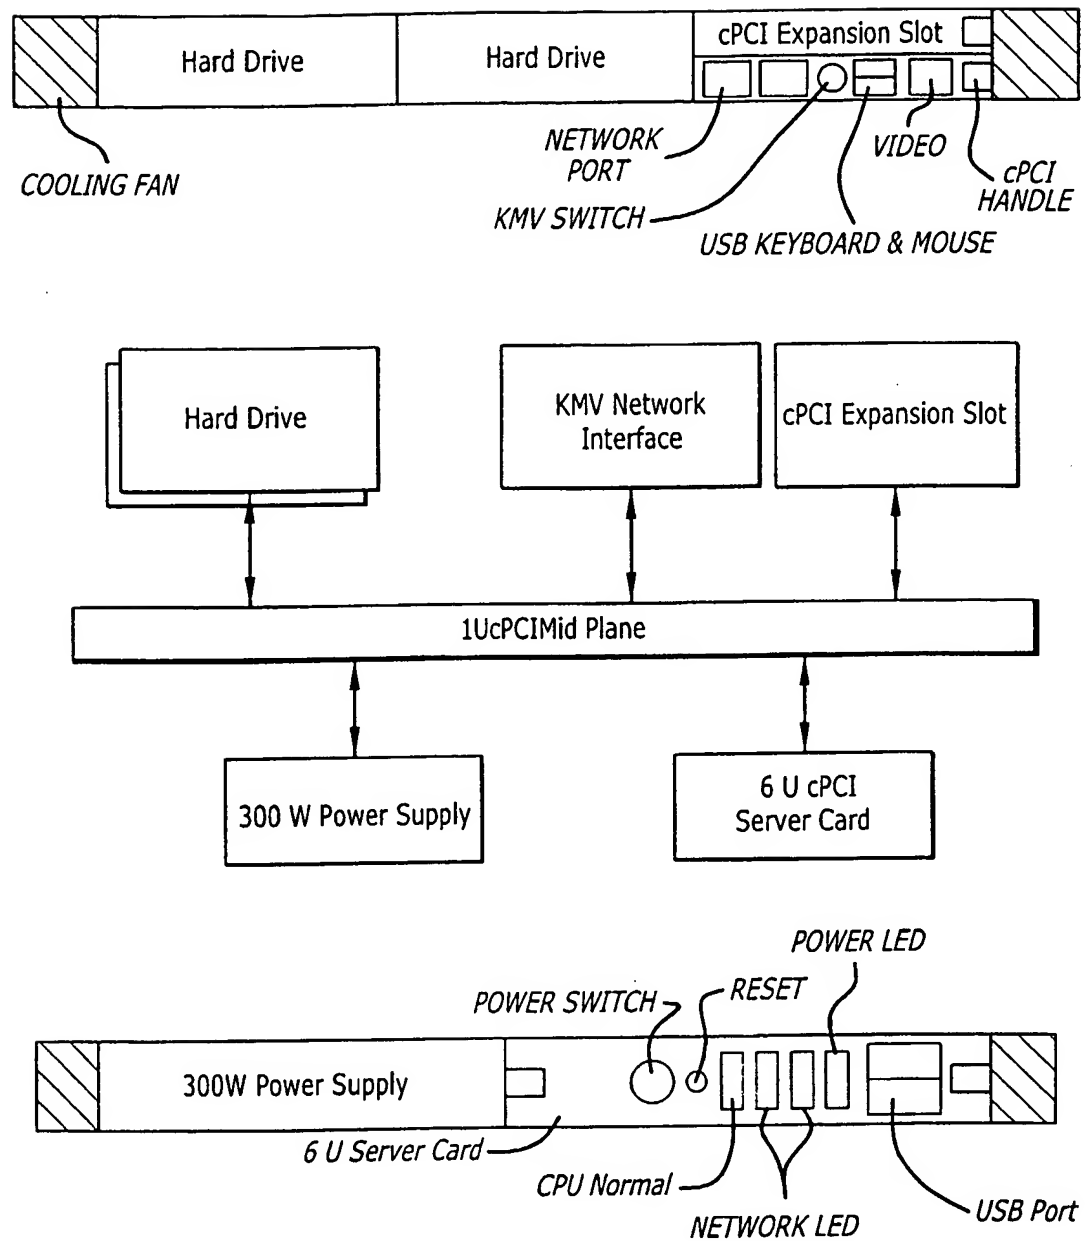 Hard Drive
Hard Drive
cPCI Expansion Slot
NETWORK
PORT
VIDEO
cPCI
HANDLE
COOLING FAN
KMV SWITCH
USB KEYBOARD & MOUSE
Hard Drive
KMV Network
Interface
cPCI Expansion Slot
1UcPCIMid Plane
300 W Power Supply
6 U cPCI
Server Card
POWER LED
POWER SWITCH
RESET
300W Power Supply
6 U Server Card
CPU Normal
NETWORK LED
USB Port